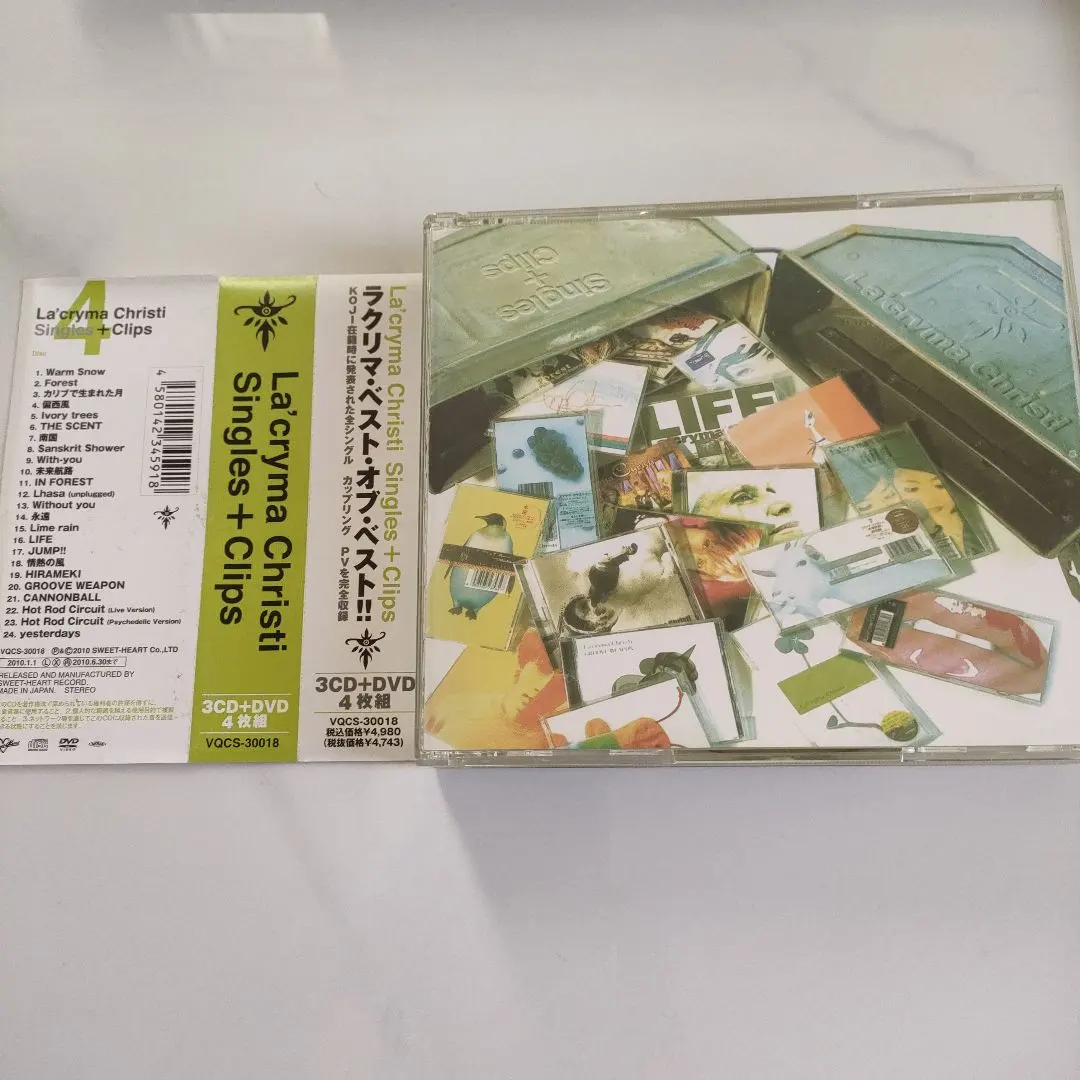 4
La'cryma Christi
Singles+Clips
Disc
1. Warm Snow
2. Forest
3. カリブで生まれた月
4. 偏西風
5. Ivory trees
6. THE SCENT
7.南国
8. Sanskrit Shower
9. With-you
10. 未来航路
11. IN FOREST
12. Lhasa (unplugged)
13. Without you
14. 永遠
15. Lime rain
16. LIFE
17. JUMP!!
18. 情熱の風
19. HIRAMEKI
20. GROOVE WEAPON
21. CANNONBALL
22. Hot Rod Circuit (Live Version)
23. Hot Rod Circuit (Psychedelic Version)
24. yesterdays
VQCS-30018 ℗&©2010 SWEET-HEART Co.,LTD
2010.1.1 Ⓛ Ⓧ 2010.6.30まで
RELEASED AND MANUFACTURED BY
SWEET-HEART RECORD.
MADE IN JAPAN. STEREO
4580142345918
La'cryma Christi
Singles+Clips
3CD+DVD
4枚組
VQCS-30018
La'cryma Christi Singles+Clips
ラクリマ・ベスト・オブ・ベスト!!
KOJI在籍時に発表された全シングル カップリング PVを完全収録
3CD+DVD
4枚組
VQCS-30018
税込価格¥4,980
(税抜価格¥4,743)
Singles
+
Clips
La'cryma Christi
LIFE
La'cryma Christi
GROOVE WEAPON